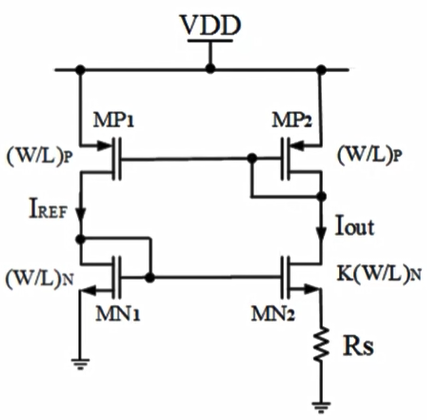 VDD
MP1
MP2
(W/L)P
(W/L)P
IREF
Iout
(W/L)N
K(W/L)N
MN1
MN2
Rs